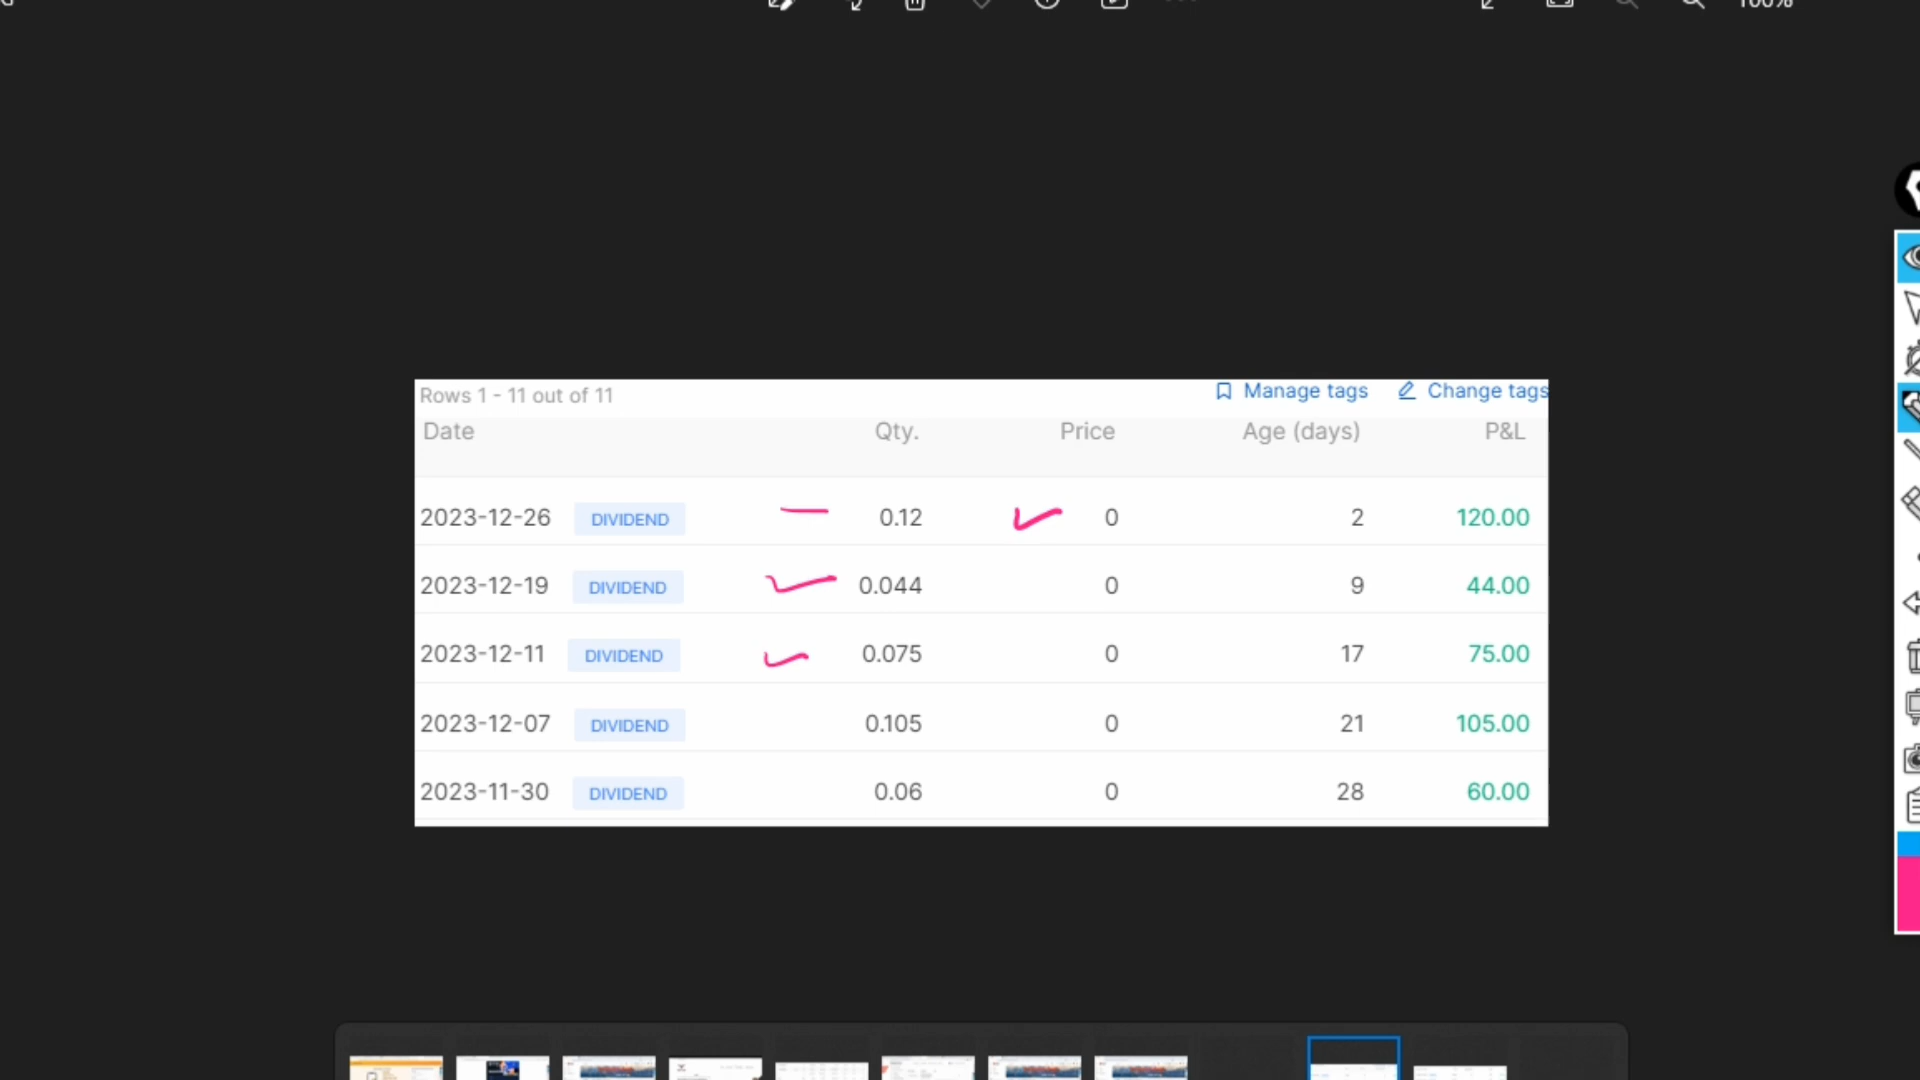 100%
Rows 1 - 11 out of 11 Manage tags Change tags
Date Qty. Price Age (days) P&L
2023-12-26 DIVIDEND 0.12 0 2 120.00
2023-12-19 DIVIDEND 0.044 0 9 44.00
2023-12-11 DIVIDEND 0.075 0 17 75.00
2023-12-07 DIVIDEND 0.105 0 21 105.00
2023-11-30 DIVIDEND 0.06 0 28 60.00